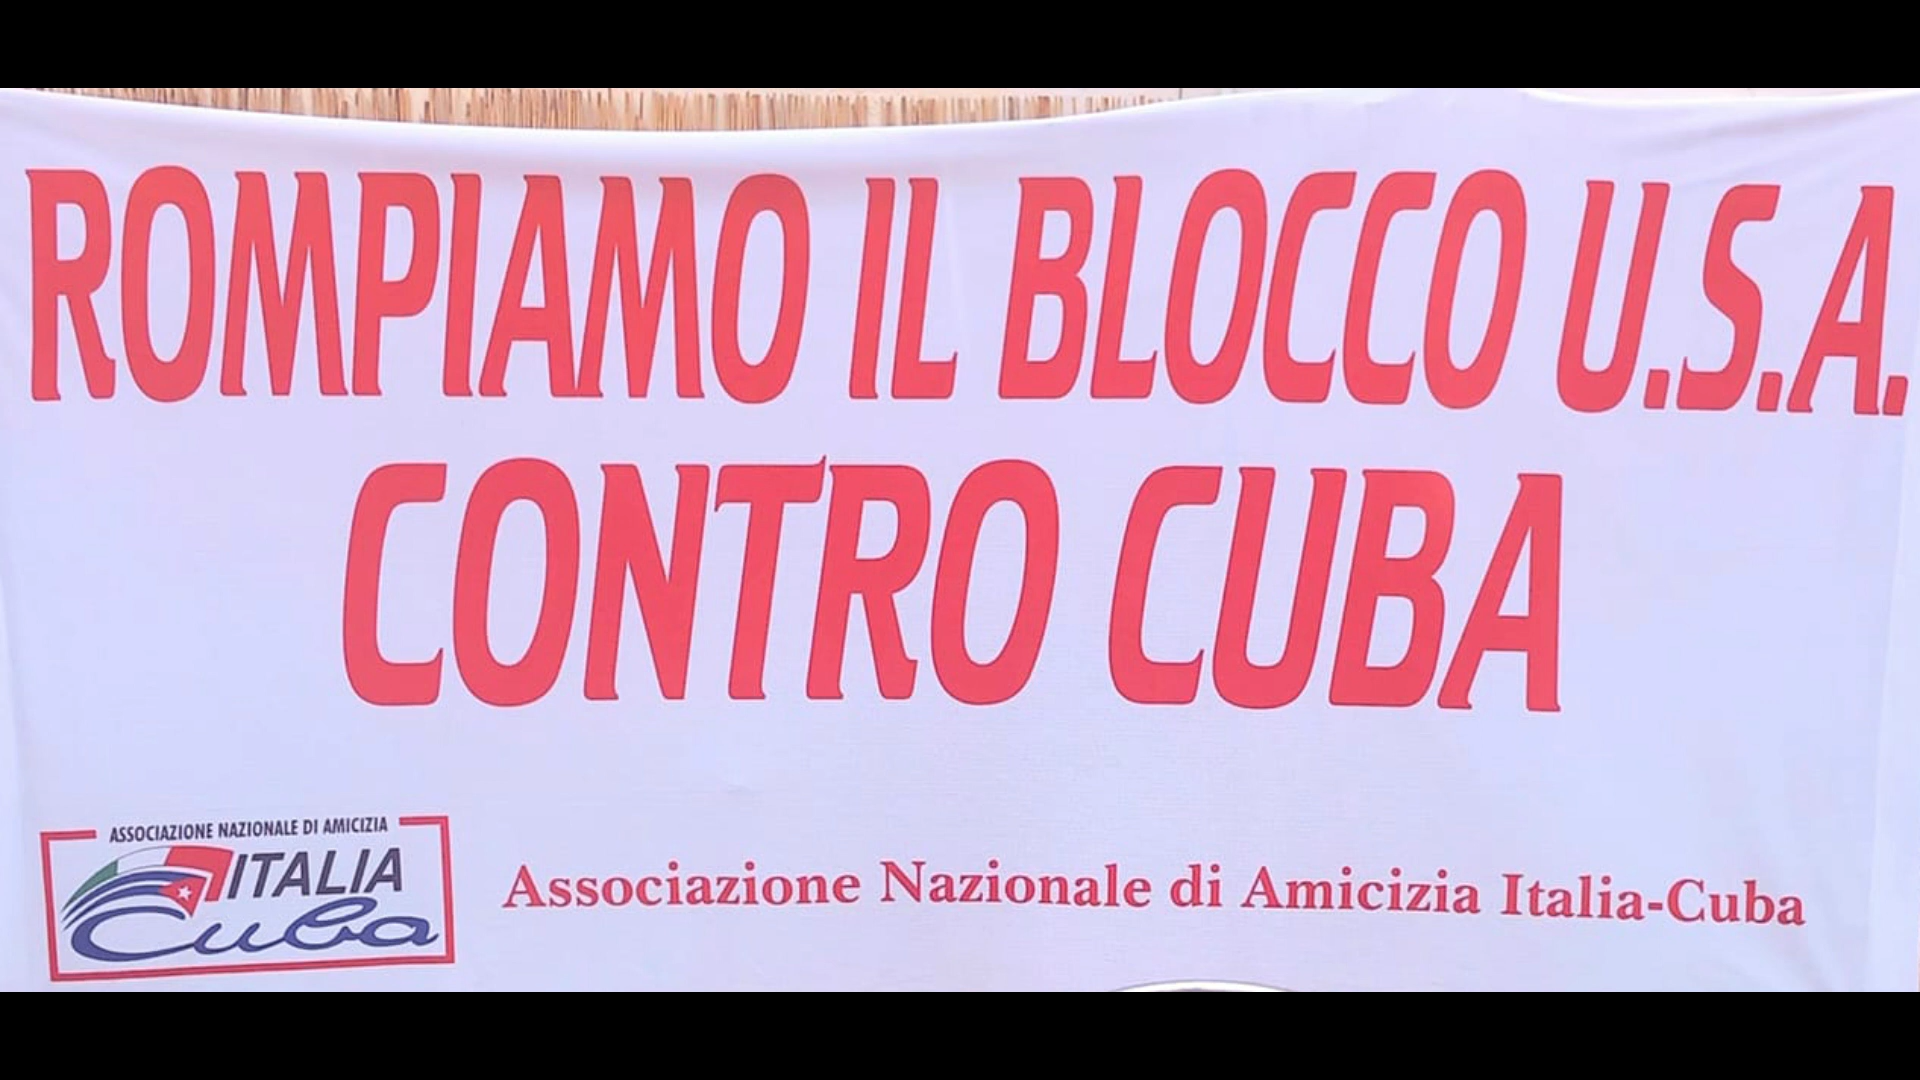 ROMPIAMO IL BLOCCO U.S.A.
CONTRO CUBA
ASSOCIAZIONE NAZIONALE DI AMICIZIA
ITALIA
Cuba
Associazione Nazionale di Amicizia Italia-Cuba